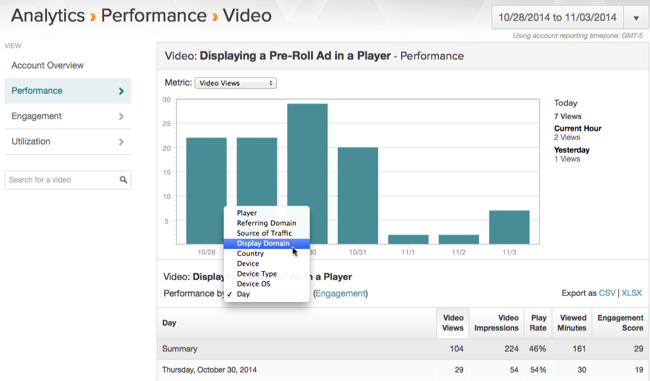 Analytics › Performance › Video
10/28/2014 to 11/03/2014
Using account reporting timezone: GMT-5
VIEW
Account Overview
Performance
Engagement
Utilization
Search for a video
Video: Displaying a Pre-Roll Ad in a Player - Performance
Metric: Video Views
30
25
20
15
10
5
10/28
30
10/31
11/1
11/2
11/3
Today
7 Views
Current Hour
2 Views
Yesterday
1 Views
Player
Referring Domain
Source of Traffic
Display Domain
Country
Device
Device Type
Device OS
✓ Day
Video: Display Ad in a Player
Performance by (Engagement)
Export as CSV | XLSX
Day Video Views Video Impressions Play Rate Viewed Minutes Engagement Score
Summary 104 224 46% 161 29
Thursday, October 30, 2014 29 54 54% 30 19